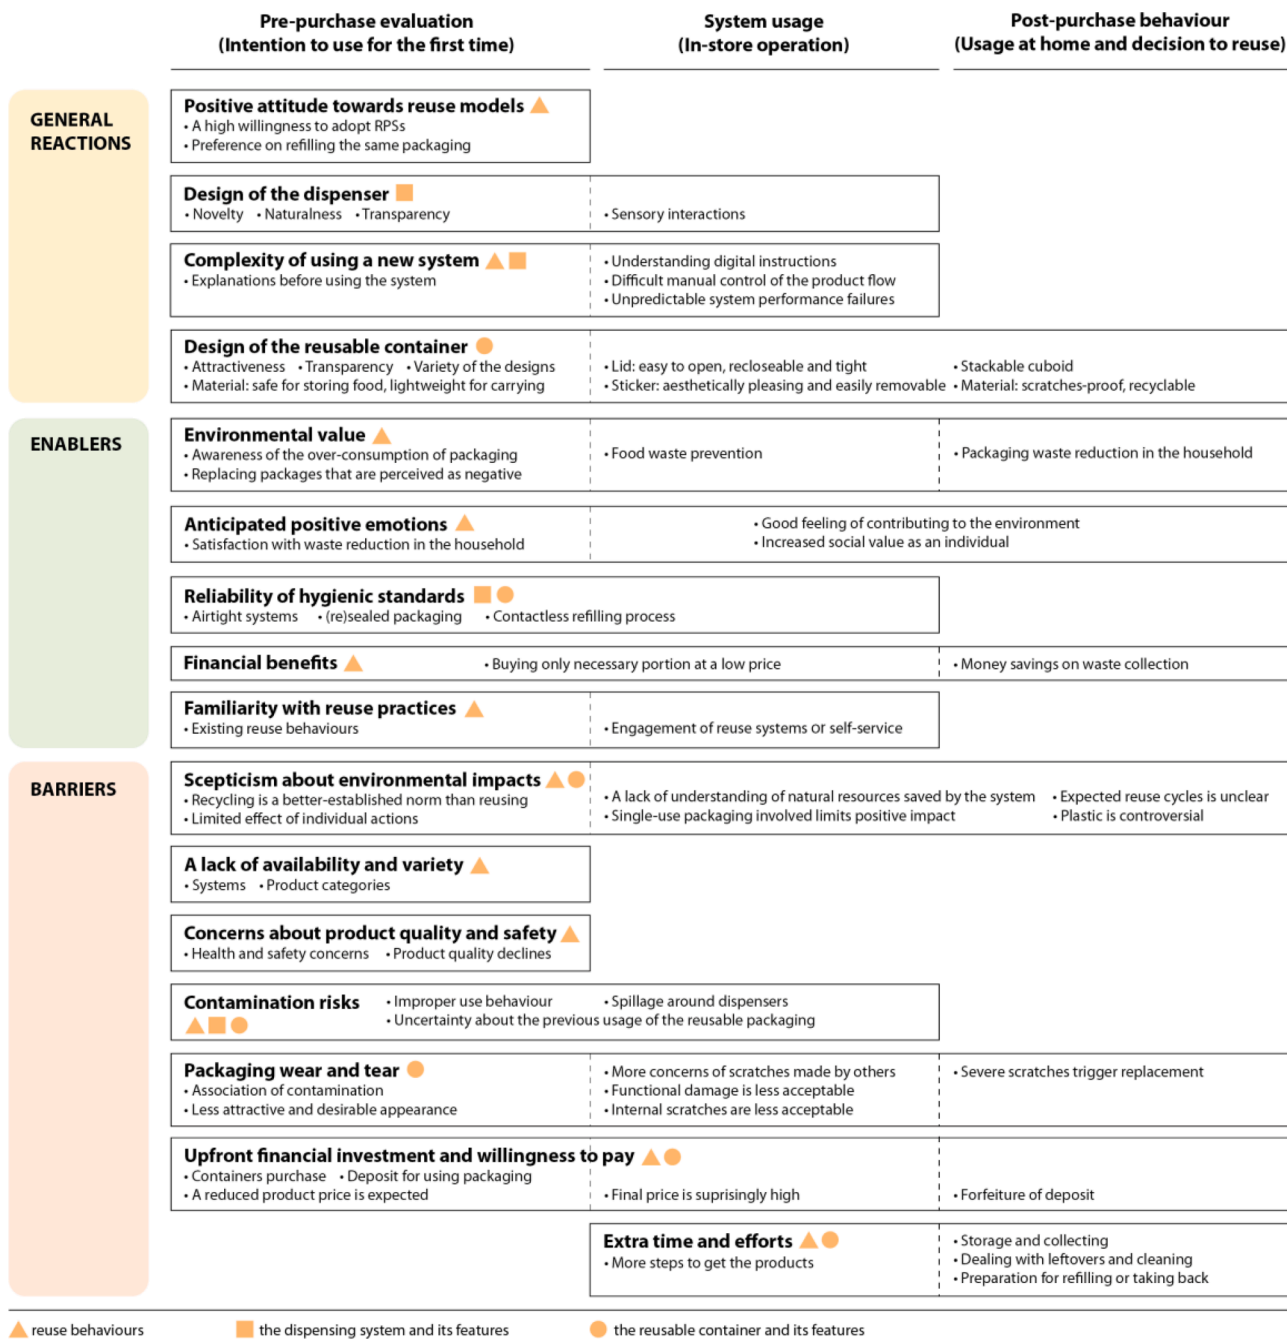 Pre-purchase evaluation
(Intention to use for the first time)
System usage
(In-store operation)
Post-purchase behaviour
(Usage at home and decision to reuse)
GENERAL
REACTIONS
Positive attitude towards reuse models
• A high willingness to adopt RPSs
• Preference on refilling the same packaging
Design of the dispenser
• Novelty • Naturalness • Transparency
• Sensory interactions
Complexity of using a new system
• Explanations before using the system
• Understanding digital instructions
• Difficult manual control of the product flow
• Unpredictable system performance failures
Design of the reusable container
• Attractiveness • Transparency • Variety of the designs
• Material: safe for storing food, lightweight for carrying
• Lid: easy to open, recloseable and tight
• Sticker: aesthetically pleasing and easily removable
• Stackable cuboid
• Material: scratches-proof, recyclable
ENABLERS
Environmental value
• Awareness of the over-consumption of packaging
• Replacing packages that are perceived as negative
• Food waste prevention
• Packaging waste reduction in the household
Anticipated positive emotions
• Satisfaction with waste reduction in the household
• Good feeling of contributing to the environment
• Increased social value as an individual
Reliability of hygienic standards
• Airtight systems • (re)sealed packaging • Contactless refilling process
Financial benefits
• Buying only necessary portion at a low price
• Money savings on waste collection
Familiarity with reuse practices
• Existing reuse behaviours
• Engagement of reuse systems or self-service
BARRIERS
Scepticism about environmental impacts
• Recycling is a better-established norm than reusing
• Limited effect of individual actions
• A lack of understanding of natural resources saved by the system
• Single-use packaging involved limits positive impact
• Expected reuse cycles is unclear
• Plastic is controversial
A lack of availability and variety
• Systems • Product categories
Concerns about product quality and safety
• Health and safety concerns • Product quality declines
Contamination risks
• Improper use behaviour • Spillage around dispensers
• Uncertainty about the previous usage of the reusable packaging
Packaging wear and tear
• Association of contamination
• Less attractive and desirable appearance
• More concerns of scratches made by others
• Functional damage is less acceptable
• Internal scratches are less acceptable
• Severe scratches trigger replacement
Upfront financial investment and willingness to pay
• Containers purchase • Deposit for using packaging
• A reduced product price is expected
• Final price is suprisingly high
• Forfeiture of deposit
Extra time and efforts
• More steps to get the products
• Storage and collecting
• Dealing with leftovers and cleaning
• Preparation for refilling or taking back
reuse behaviours
the dispensing system and its features
the reusable container and its features